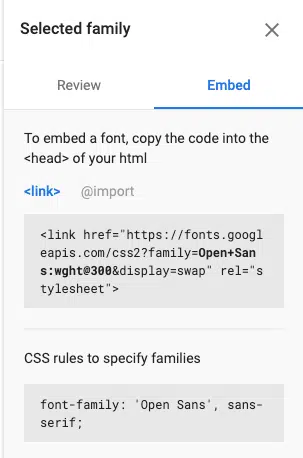 Selected family
Review Embed
To embed a font, copy the code into the
<head> of your html
<link> @import
<link href="https://fonts.googl
eapis.com/css2?family=Open+San
s:wght@300&display=swap" rel="s
tylesheet">
CSS rules to specify families
font-family: 'Open Sans', sans-
serif;